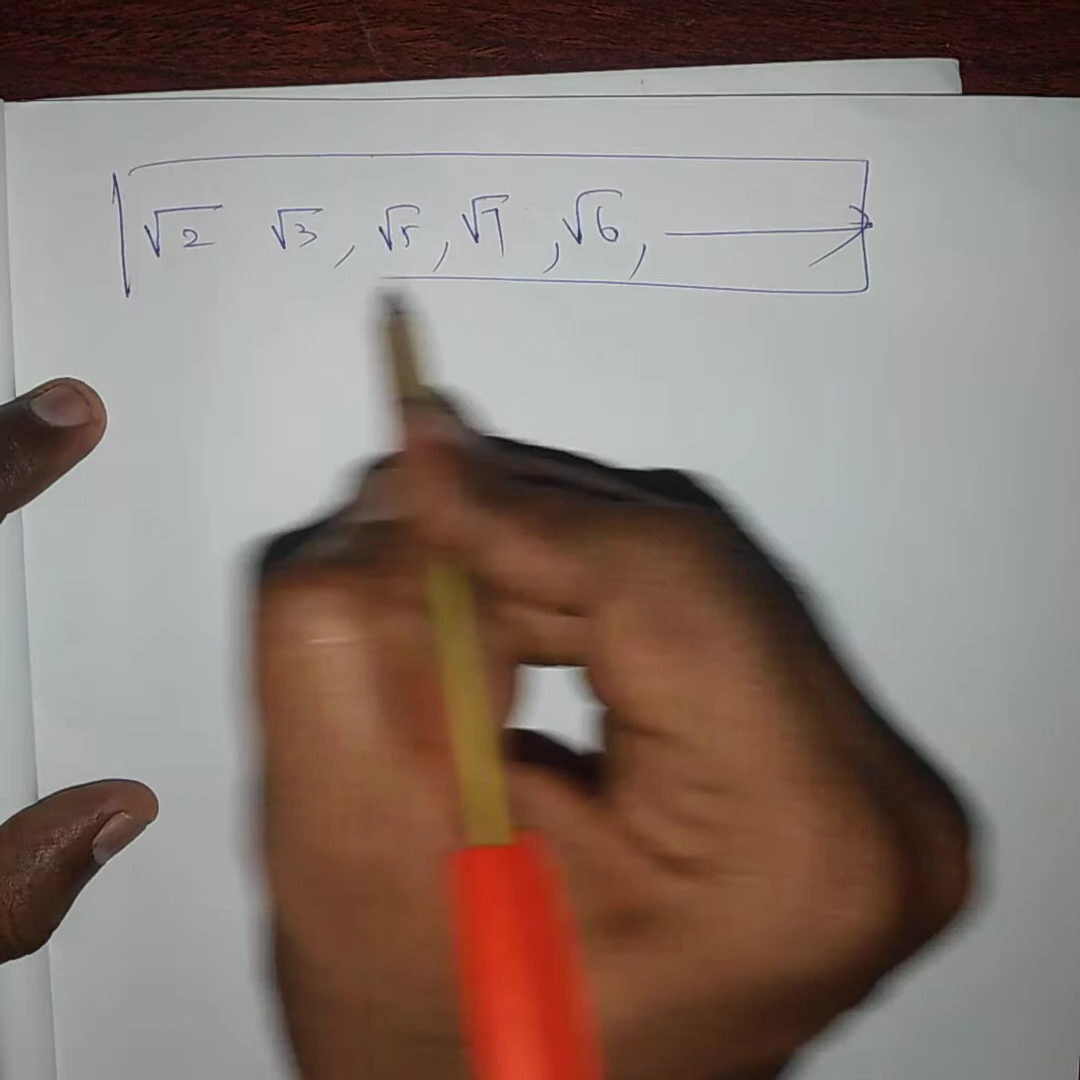 √2 √3, √5, √7, √6, ⟶